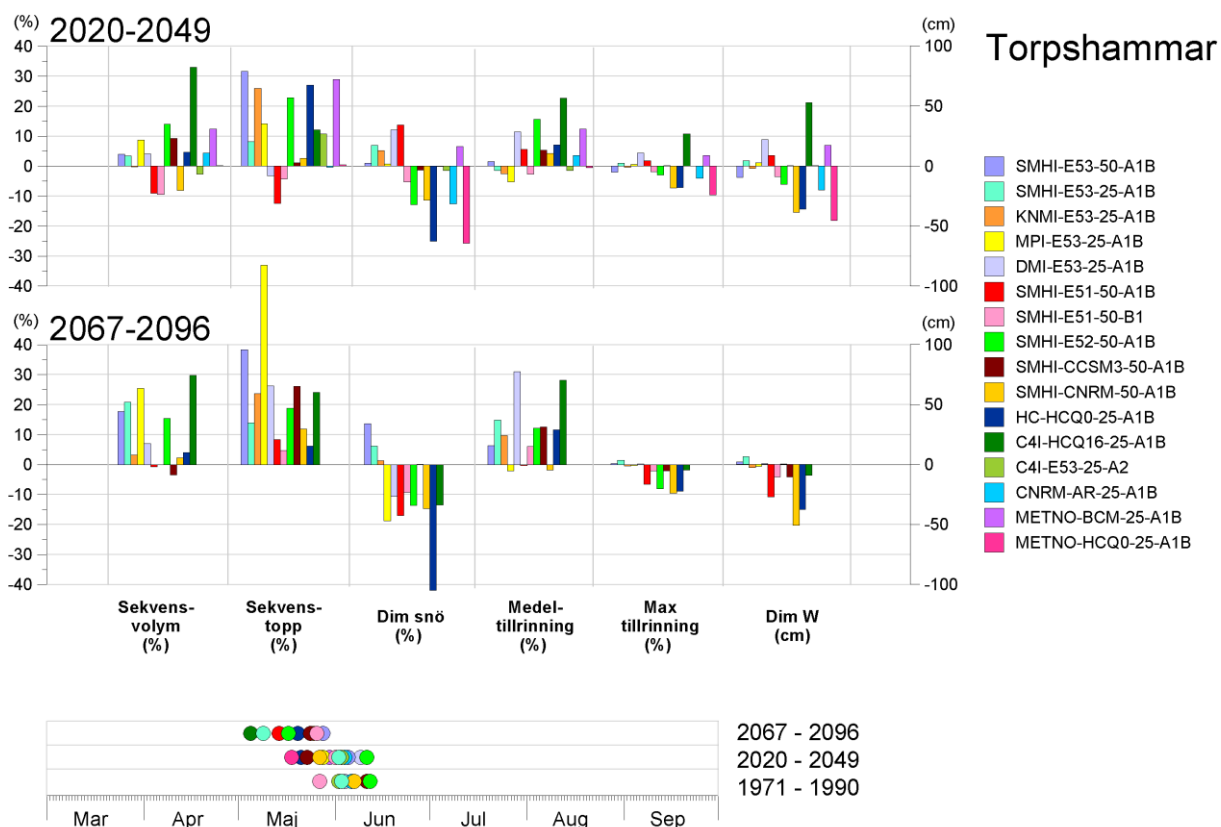 (%)
2020-2049
(cm)
Torpshammar
40
30
20
10
0
-10
-20
-30
-40
100
50
0
-50
-100
(%)
2067-2096
(cm)
40
30
20
10
0
-10
-20
-30
-40
100
50
0
-50
-100
SMHI-E53-50-A1B
SMHI-E53-25-A1B
KNMI-E53-25-A1B
MPI-E53-25-A1B
DMI-E53-25-A1B
SMHI-E51-50-A1B
SMHI-E51-50-B1
SMHI-E52-50-A1B
SMHI-CCSM3-50-A1B
SMHI-CNRM-50-A1B
HC-HCQ0-25-A1B
C4I-HCQ16-25-A1B
C4I-E53-25-A2
CNRM-AR-25-A1B
METNO-BCM-25-A1B
METNO-HCQ0-25-A1B
Sekvens-
volym
(%)
Sekvens-
topp
(%)
Dim snö
(%)
Medel-
tillrinning
(%)
Max
tillrinning
(%)
Dim W
(cm)
2067 - 2096
2020 - 2049
1971 - 1990
Mar Apr Maj Jun Jul Aug Sep